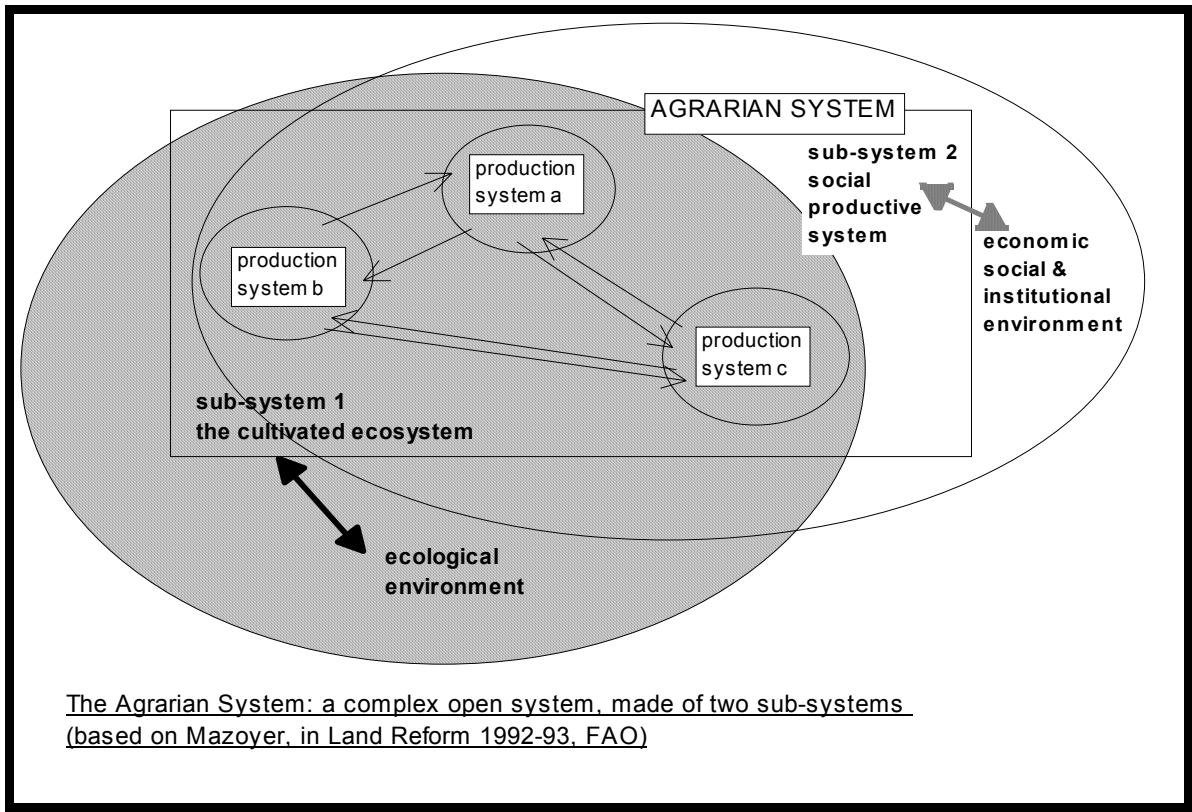 AGRARIAN SYSTEM
sub-system 2
social
productive
system
economic
social &
institutional
environment
production
system a
production
system b
production
system c
sub-system 1
the cultivated ecosystem
ecological
environment
The Agrarian System: a complex open system, made of two sub-systems
(based on Mazoyer, in Land Reform 1992-93, FAO)